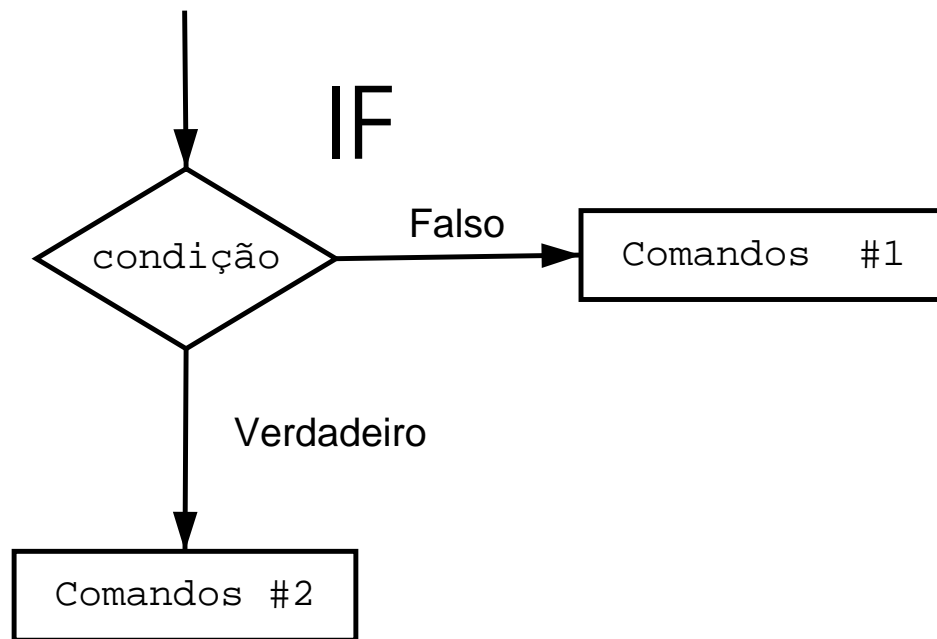 IF
Falso
condição
Comandos #1
Verdadeiro
Comandos #2